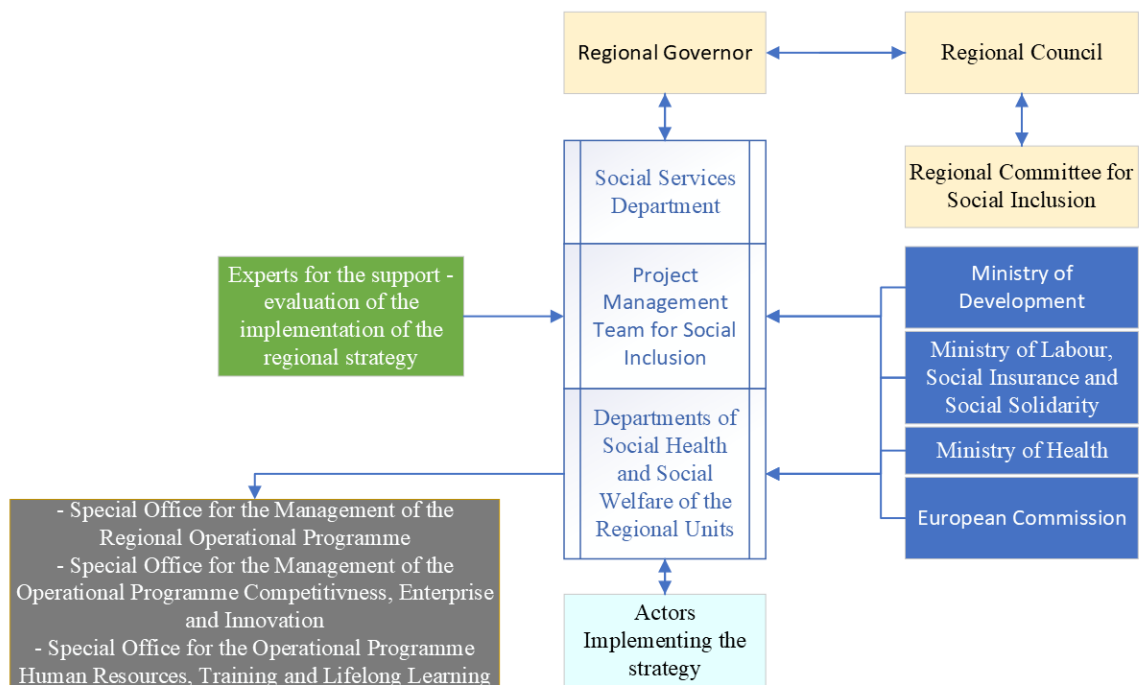 Regional Governor
Regional Council
Social Services
Department
Regional Committee for
Social Inclusion
Experts for the support -
evaluation of the
implementation of the
regional strategy
Project
Management
Team for Social
Inclusion
Ministry of
Development
Ministry of Labour,
Social Insurance and
Social Solidarity
Departments of
Social Health
and Social
Welfare of the
Regional Units
Ministry of Health
European Commission
- Special Office for the Management of the
Regional Operational Programme
- Special Office for the Management of the
Operational Programme Competitivness, Enterprise
and Innovation
- Special Office for the Operational Programme
Human Resources, Training and Lifelong Learning
Actors
Implementing the
strategy